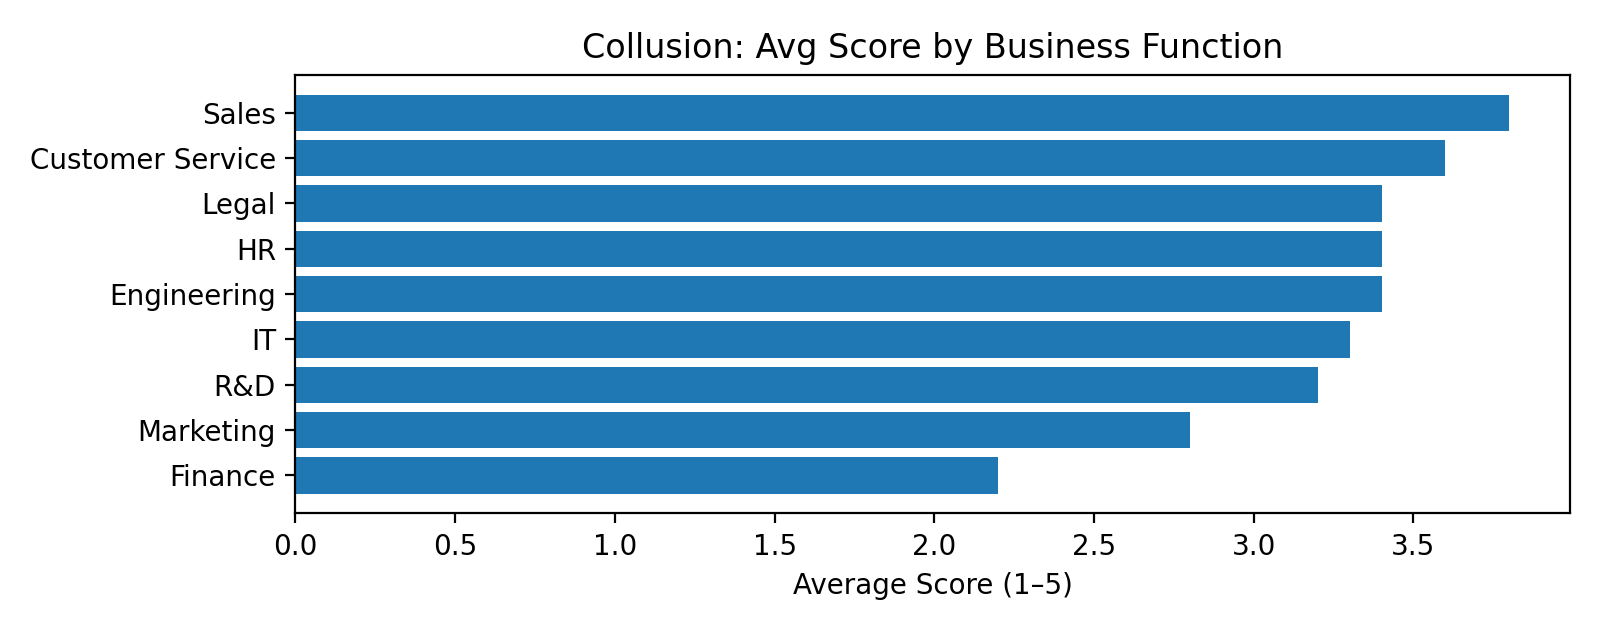 Collusion: Avg Score by Business Function
Sales
Customer Service
Legal
HR
Engineering
IT
R&D
Marketing
Finance
0.0 0.5 1.0 1.5 2.0 2.5 3.0 3.5
Average Score (1–5)